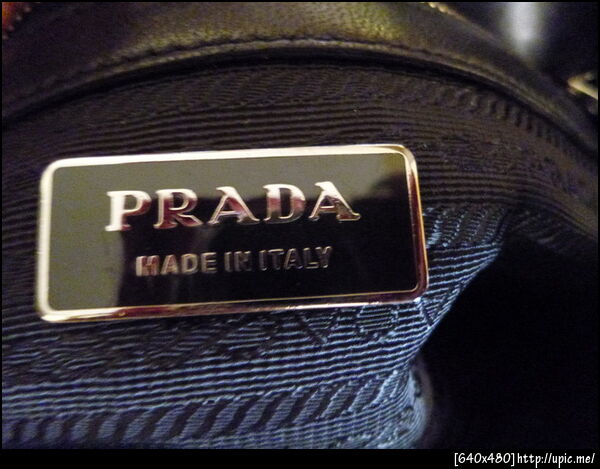 PRADA
MADE IN ITALY
[640x480]http://upic.me/